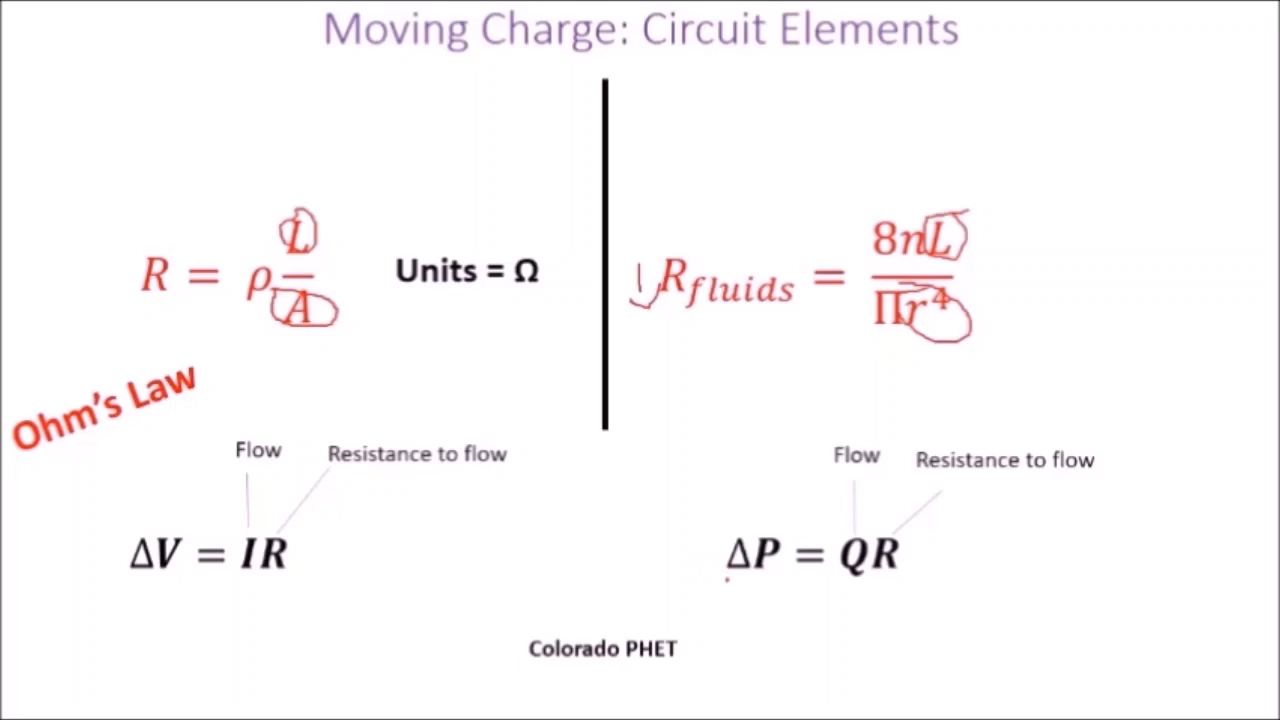 Moving Charge: Circuit Elements
R = ρ L/A
Units = Ω
R_fluids = 8nL/Πr⁴
Ohm's Law
Flow
Resistance to flow
ΔV = IR
Flow
Resistance to flow
ΔP = QR
Colorado PHET